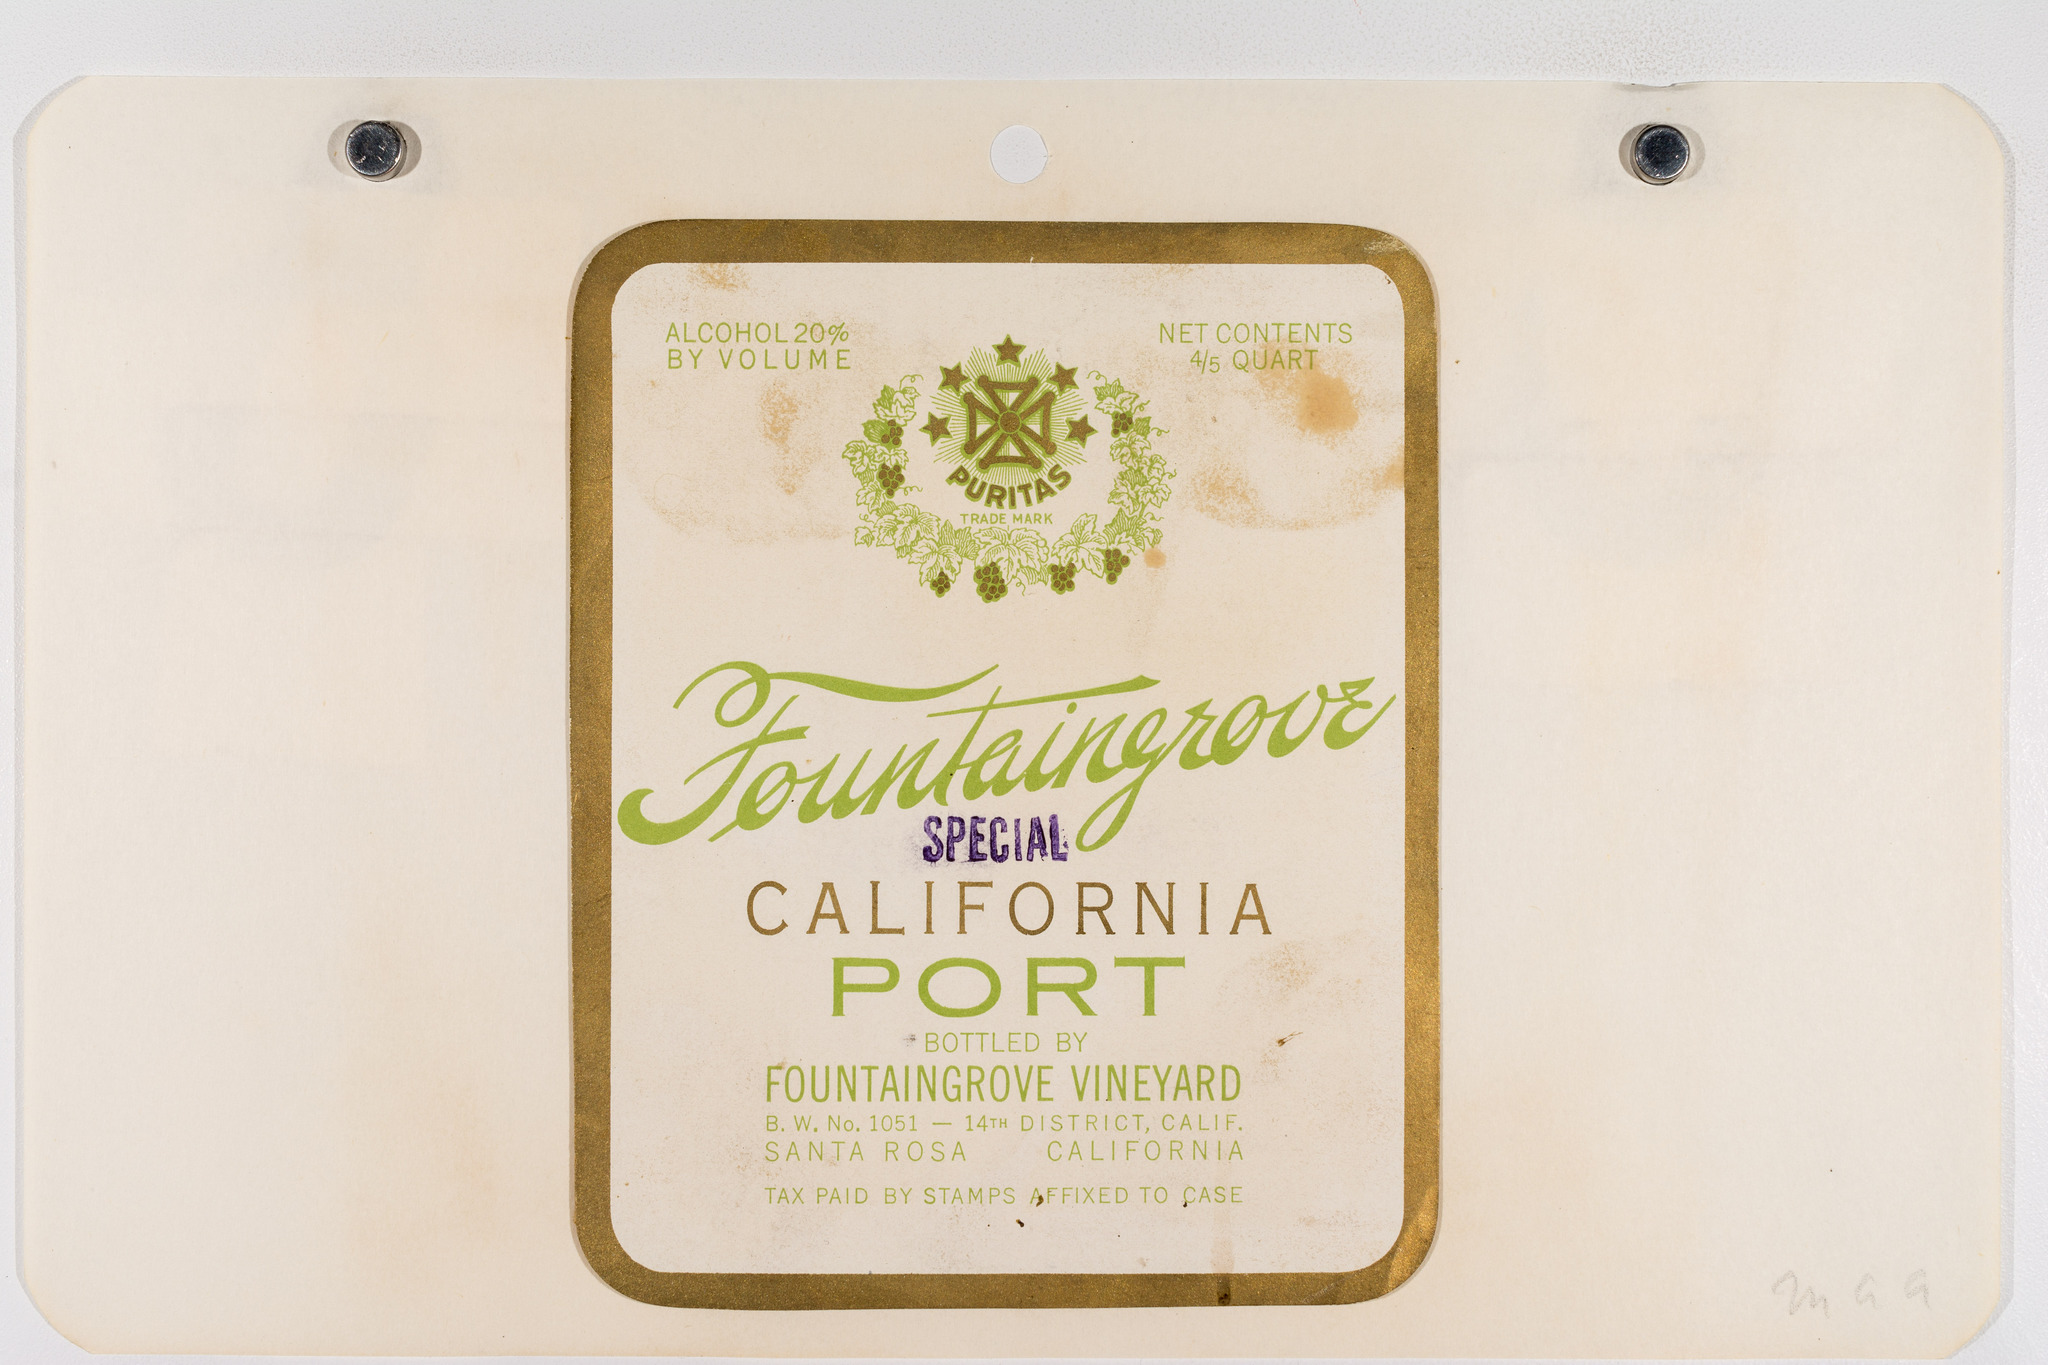 ALCOHOL 20%
BY VOLUME
NET CONTENTS
4/5 QUART
PURITAS
TRADE MARK
Fountaingrove
SPECIAL
CALIFORNIA
PORT
BOTTLED BY
FOUNTAINGROVE VINEYARD
B. W. No. 1051 — 14TH DISTRICT, CALIF.
SANTA ROSA CALIFORNIA
TAX PAID BY STAMPS AFFIXED TO CASE